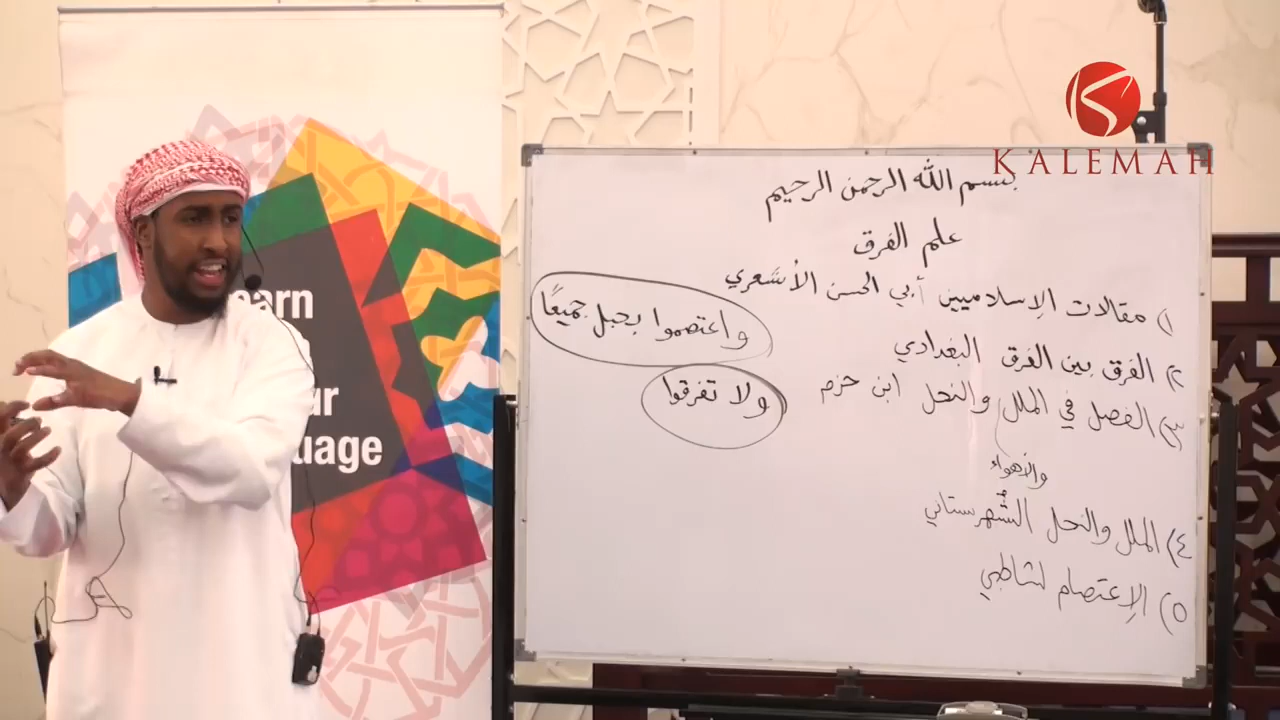 KALEMAH
بسم الله الرحمن الرحيم
علم الفرق
١) مقالات الإسلاميين أبي الحسن الأشعري
٢) الفرق بين الفرق البغدادي
٣) الفصل في الملل والنحل ابن حزم
والأهواء
٤) الملل والنحل الشهرستاني
٥) الإعتصام لشاطبي
واعتصموا بحبل جميعًا
ولا تفرقوا
earn
ur
uage